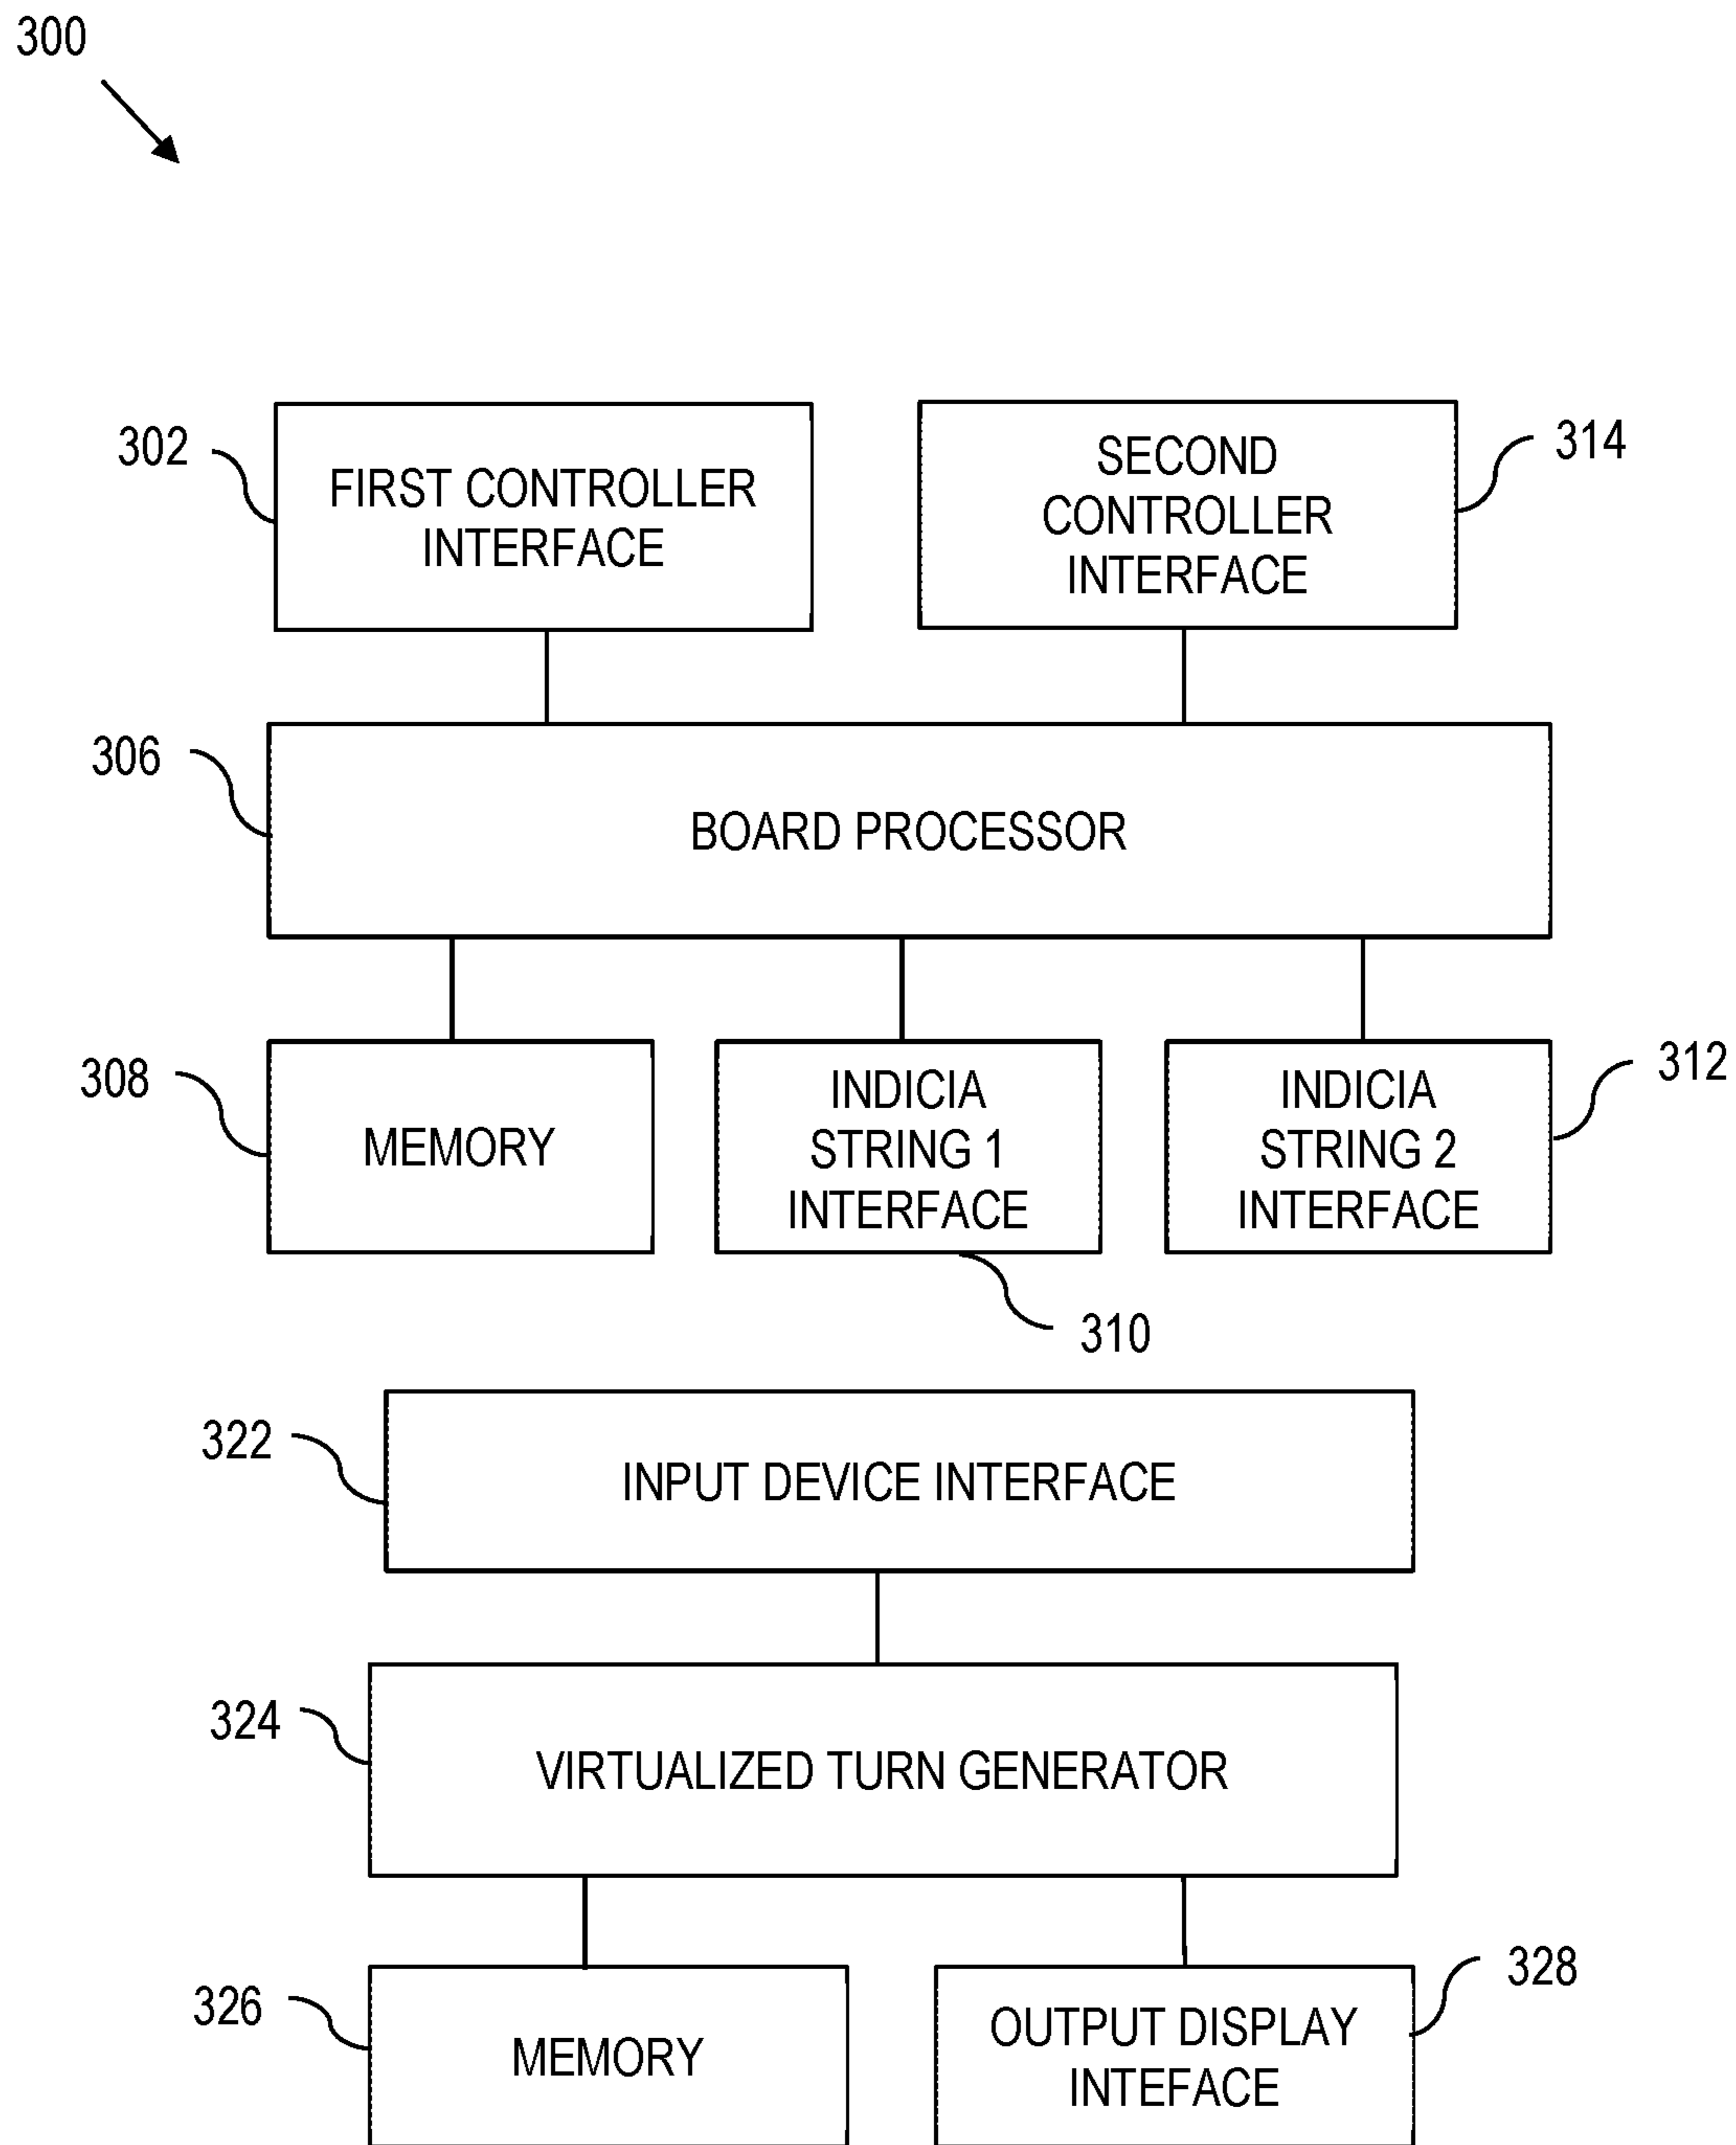 300
302
FIRST CONTROLLER
INTERFACE
SECOND
CONTROLLER
INTERFACE
314
306
BOARD PROCESSOR
308
MEMORY
INDICIA
STRING 1
INTERFACE
INDICIA
STRING 2
INTERFACE
312
310
322
INPUT DEVICE INTERFACE
324
VIRTUALIZED TURN GENERATOR
326
MEMORY
OUTPUT DISPLAY
INTEFACE
328